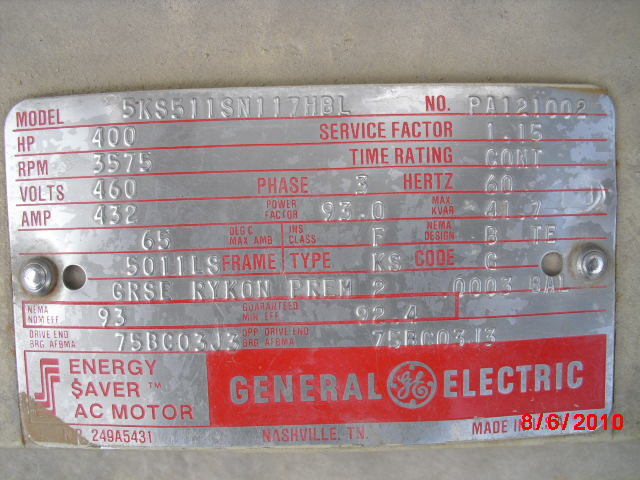 MODEL 5KS511SN117HBL NO. PA121002
HP 400 SERVICE FACTOR 1.15
RPM 3575 TIME RATING CONT
VOLTS 460 PHASE 3 HERTZ 60
AMP 432 POWER FACTOR 93.0 MAX. KVAR 41.7
65 DEG C MAX AMB INS CLASS F NEMA DESIGN B TE
5011LS FRAME TYPE KS CODE G
GRSE RYKON PREM 2 0003 BAL
NEMA NOM EFF 93 GUARANTEED MIN EFF 92.4
DRIVE END BRG. AFBMA 75BC03J3 OPP DRIVE END BRG AFBMA 75BC03J3
ENERGY $AVER™ AC MOTOR
GENERAL GE ELECTRIC
249A5431 NASHVILLE, TN. MADE IN
8/6/2010